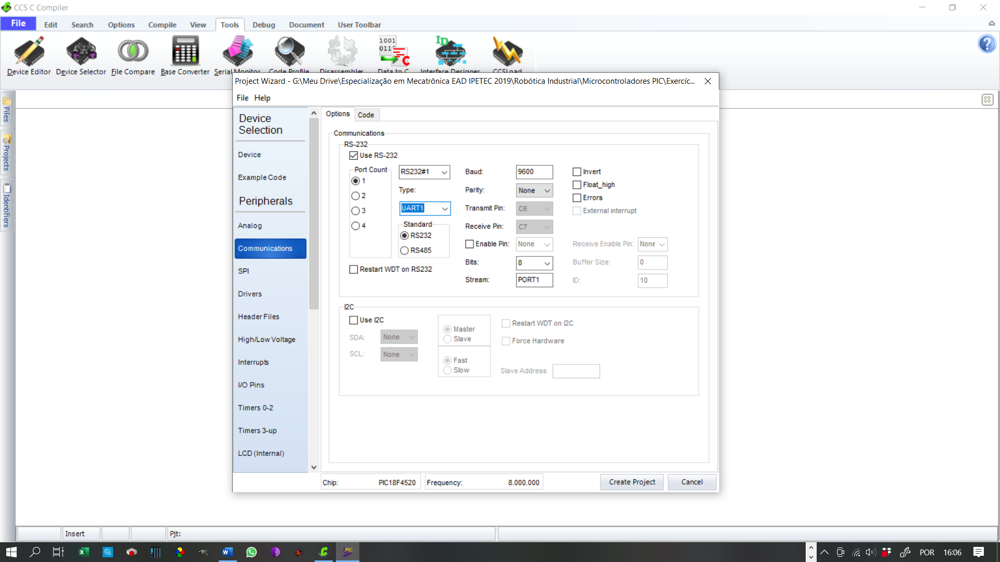 CCS C Compiler
File Edit Search Options Compile View Tools Debug Document User Toolbar
Device Editor Device Selector File Compare Base Converter Serial Monitor Code Profile Disassembler Data to C Interface Designer CCSLoad
Project Wizard - G:\Meu Drive\Especialização em Mecatrônica EAD IPETEC 2019\Robótica Industrial\Microcontroladores PIC\Exercíc...
File Help
Files
Projects
Identifiers
Device Selection
Device
Example Code
Peripherals
Analog
Communications
SPI
Drivers
Header Files
High/Low Voltage
Interrupts
I/O Pins
Timers 0-2
Timers 3-up
LCD (Internal)
Options Code
Communications
RS-232
Use RS-232
Port Count
1
2
3
4
RS232#1
Type:
UART1
Standard
RS232
RS485
Restart WDT on RS232
Baud: 9600
Parity: None
Transmit Pin: C6
Receive Pin: C7
Enable Pin: None
Bits: 8
Stream: PORT1
Invert
Float_high
Errors
External interrupt
Receive Enable Pin: None
Buffer Size: 0
ID: 10
I2C
Use I2C
SDA: None
SCL: None
Master
Slave
Fast
Slow
Restart WDT on I2C
Force Hardware
Slave Address
Chip: PIC18F4520 Frequency: 8.000.000 Create Project Cancel
Insert Pjt:
POR 16:06